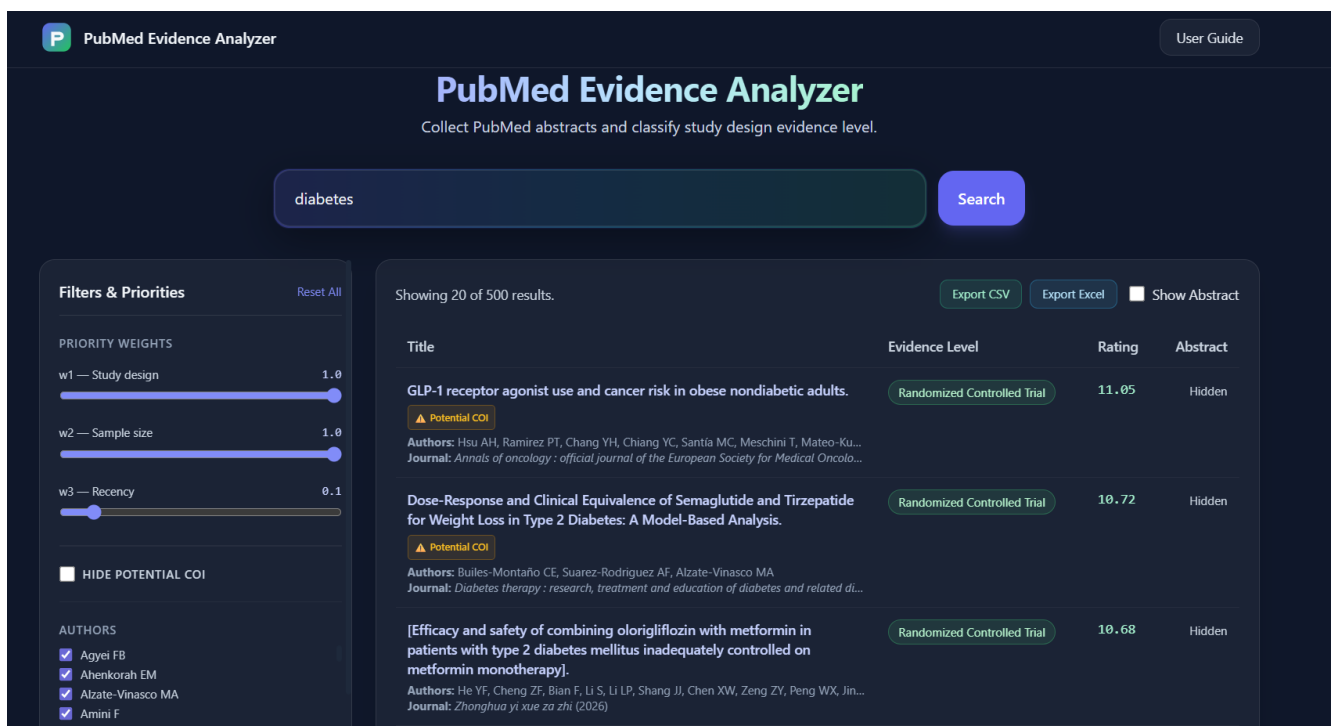 P PubMed Evidence Analyzer
User Guide
PubMed Evidence Analyzer
Collect PubMed abstracts and classify study design evidence level.
diabetes
Search
Filters & Priorities
Reset All
PRIORITY WEIGHTS
w1 — Study design 1.0
w2 — Sample size 1.0
w3 — Recency 0.1
HIDE POTENTIAL COI
AUTHORS
Agyei FB
Ahenkorah EM
Alzate-Vinasco MA
Amini F
Showing 20 of 500 results.
Export CSV
Export Excel
Show Abstract
Title Evidence Level Rating Abstract
GLP-1 receptor agonist use and cancer risk in obese nondiabetic adults.
Randomized Controlled Trial 11.05 Hidden
⚠ Potential COI
Authors: Hsu AH, Ramirez PT, Chang YH, Chiang YC, Santía MC, Meschini T, Mateo-Ku...
Journal: Annals of oncology : official journal of the European Society for Medical Oncolo...
Dose-Response and Clinical Equivalence of Semaglutide and Tirzepatide
for Weight Loss in Type 2 Diabetes: A Model-Based Analysis.
Randomized Controlled Trial 10.72 Hidden
⚠ Potential COI
Authors: Builes-Montaño CE, Suarez-Rodriguez AF, Alzate-Vinasco MA
Journal: Diabetes therapy : research, treatment and education of diabetes and related di...
[Efficacy and safety of combining olorigliflozin with metformin in
patients with type 2 diabetes mellitus inadequately controlled on
metformin monotherapy].
Randomized Controlled Trial 10.68 Hidden
Authors: He YF, Cheng ZF, Bian F, Li S, Li LP, Shang JJ, Chen XW, Zeng ZY, Peng WX, Jin...
Journal: Zhonghua yi xue za zhi (2026)